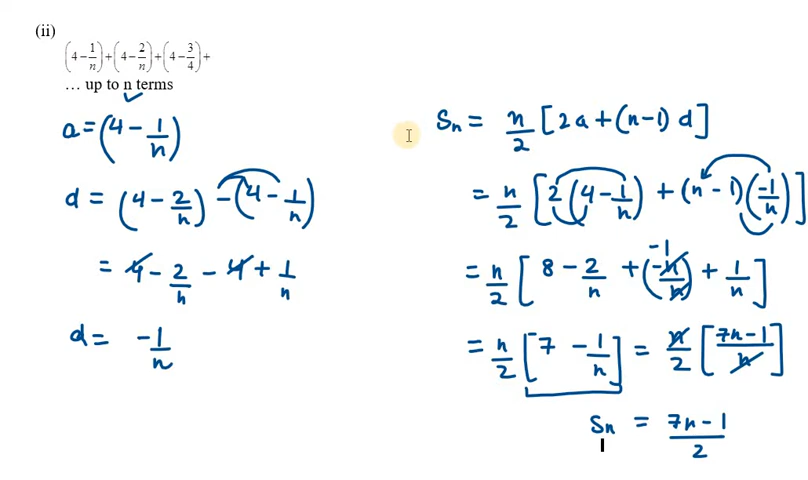 (ii)
(4 - 1/n) + (4 - 2/n) + (4 - 3/4) +
... up to n terms
a = (4 - 1/n)
d = (4 - 2/n) - (4 - 1/n)
= 4 - 2/n - 4 + 1/n
d = -1/n
Sn = n/2 [2a + (n-1) d]
= n/2 [2(4 - 1/n) + (n - 1)(-1/n)]
= n/2 [8 - 2/n + (-n/n) -1 + 1/n]
= n/2 [7 - 1/n] = n/2 [7n-1/n]
Sn = 7n-1/2